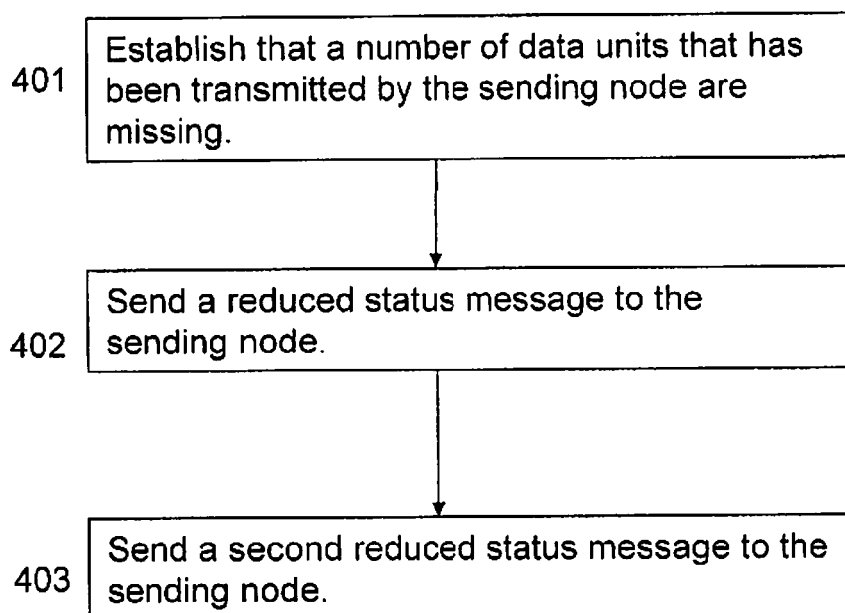 401
Establish that a number of data units that has
been transmitted by the sending node are
missing.
402
Send a reduced status message to the
sending node.
403
Send a second reduced status message to the
sending node.